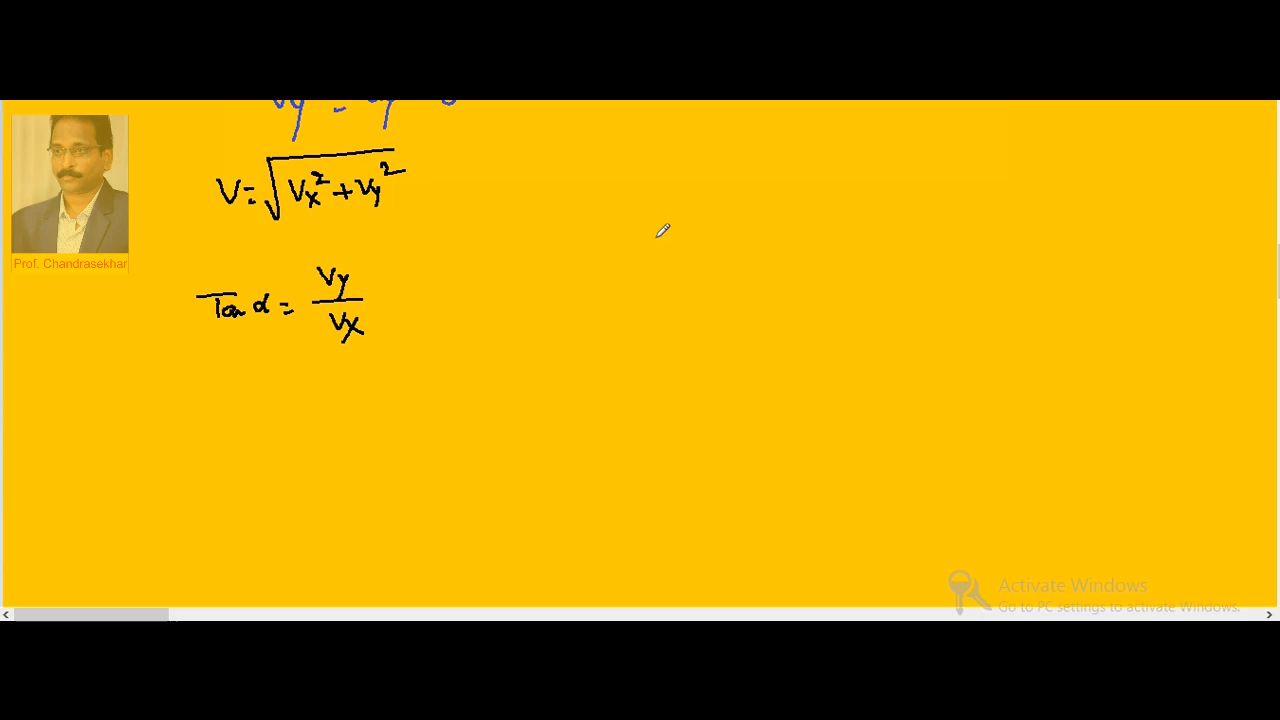 Prof. Chandrasekhar
V = √Vx² + Vy²
Tan α = Vy / Vx
Activate Windows
Go to PC settings to activate Windows.